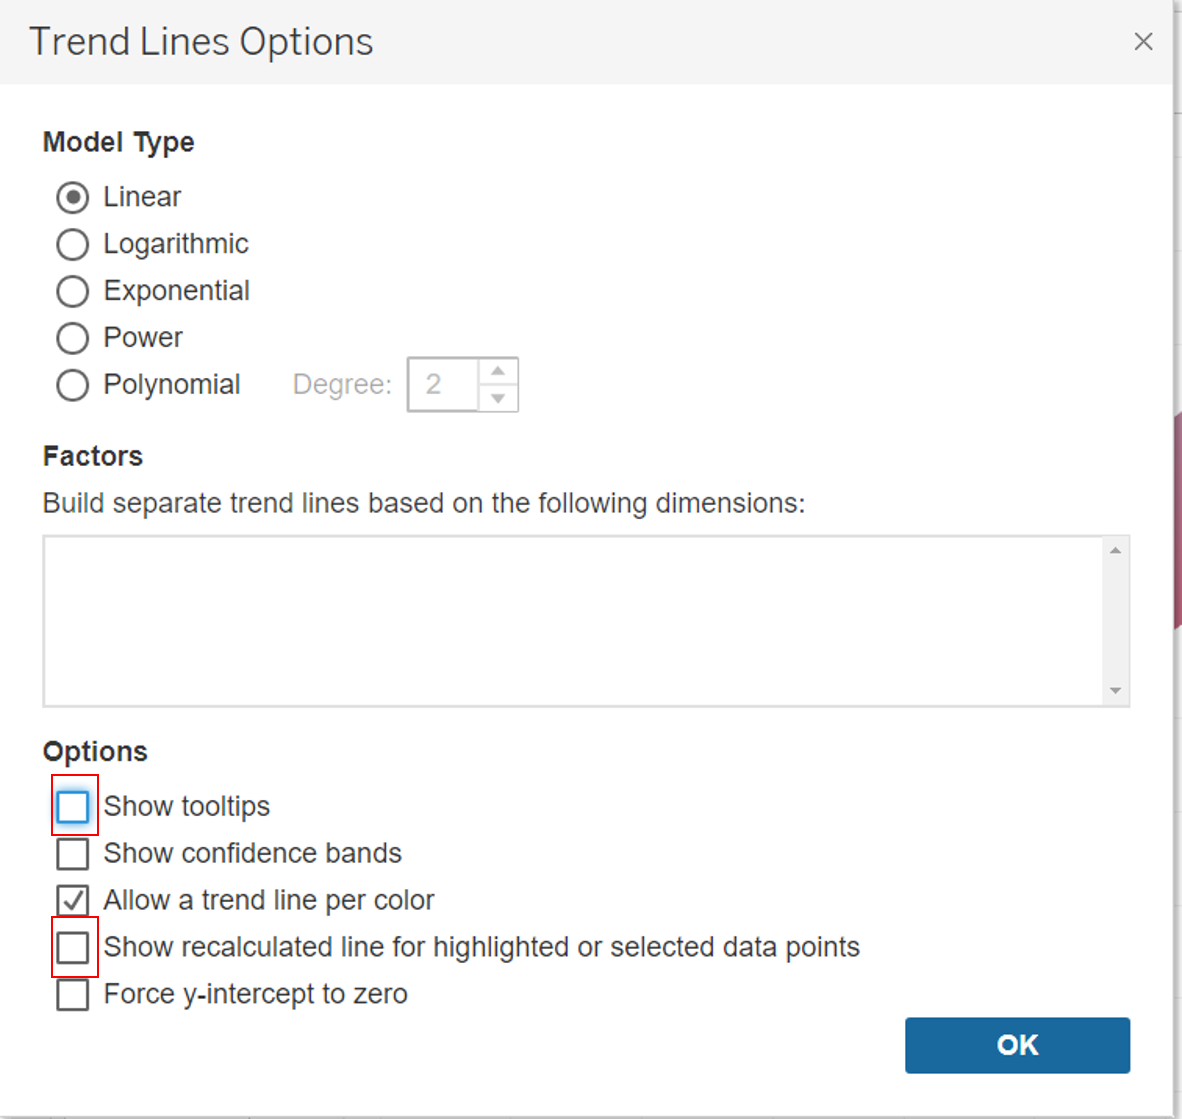 Trend Lines Options
Model Type
Linear
Logarithmic
Exponential
Power
Polynomial Degree: 2
Factors
Build separate trend lines based on the following dimensions:
Options
Show tooltips
Show confidence bands
Allow a trend line per color
Show recalculated line for highlighted or selected data points
Force y-intercept to zero
OK